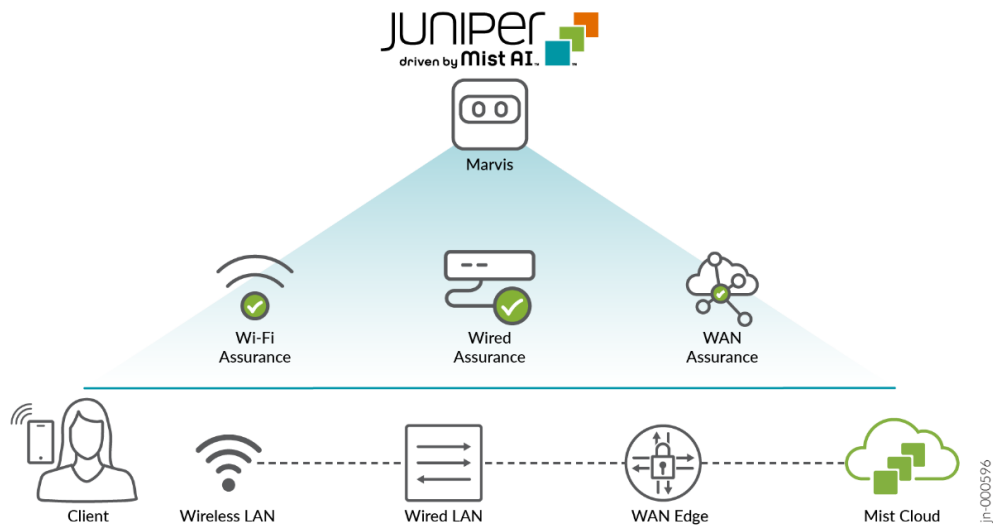 JUNIPER
driven by Mist AI™
Marvis
Wi-Fi
Assurance
Wired
Assurance
WAN
Assurance
Client
Wireless LAN
Wired LAN
WAN Edge
Mist Cloud
jn-000596